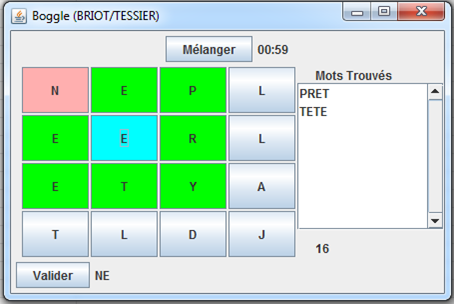 Boggle (BRIOT/TESSIER)
Mélanger 00:59
N E P L
E E R L
E T Y A
T L D J
Mots Trouvés
PRET
TETE
16
Valider NE